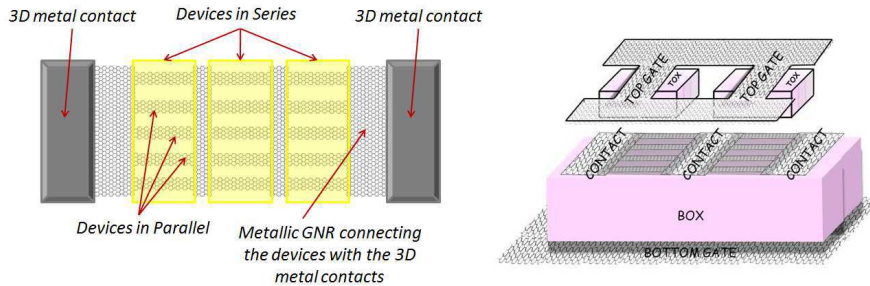 3D metal contact
Devices in Series
3D metal contact
Devices in Parallel
Metallic GNR connecting
the devices with the 3D
metal contacts
TOP GATE
TOX
TOP GATE
TOX
CONTACT
CONTACT
CONTACT
BOX
BOTTOM GATE